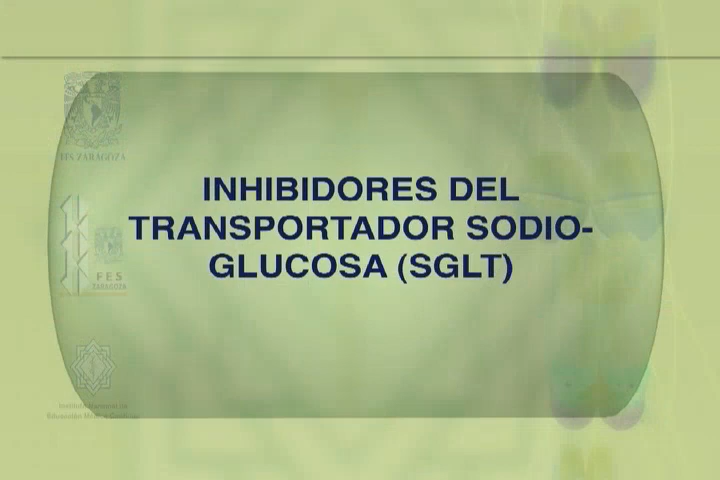 FES ZARAGOZA
INHIBIDORES DEL
TRANSPORTADOR SODIO-
GLUCOSA (SGLT)
FES
ZARAGOZA